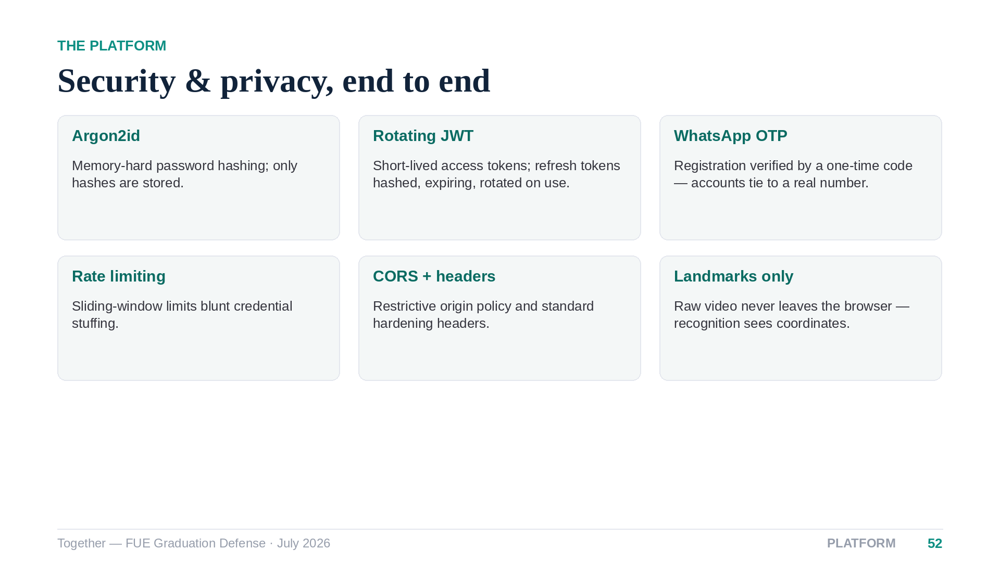 THE PLATFORM
Security & privacy, end to end
Argon2id
Memory-hard password hashing; only
hashes are stored.
Rotating JWT
Short-lived access tokens; refresh tokens
hashed, expiring, rotated on use.
WhatsApp OTP
Registration verified by a one-time code
— accounts tie to a real number.
Rate limiting
Sliding-window limits blunt credential
stuffing.
CORS + headers
Restrictive origin policy and standard
hardening headers.
Landmarks only
Raw video never leaves the browser —
recognition sees coordinates.
Together — FUE Graduation Defense · July 2026
PLATFORM 52